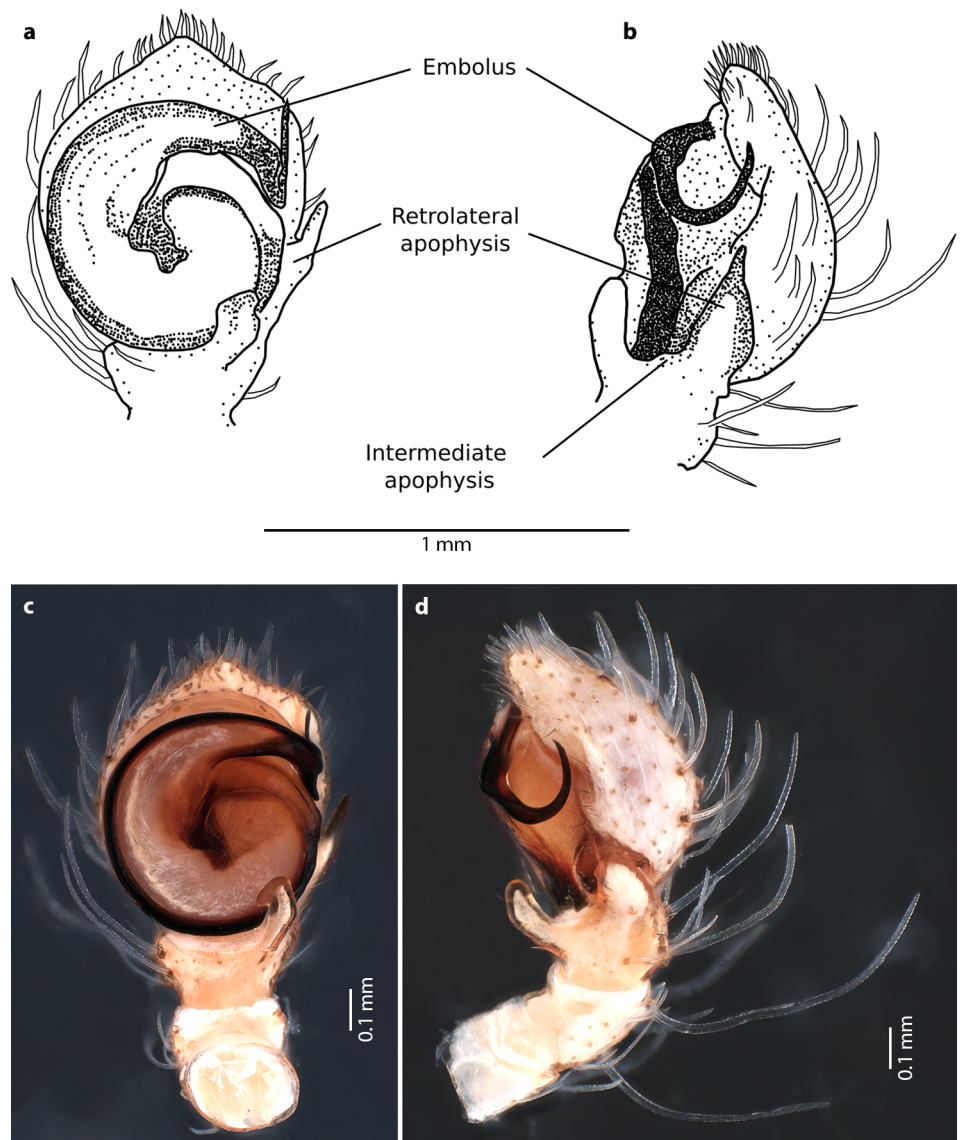 a
b
Embolus
Retrolateral
apophysis
Intermediate
apophysis
1 mm
c
d
0.1 mm
0.1 mm